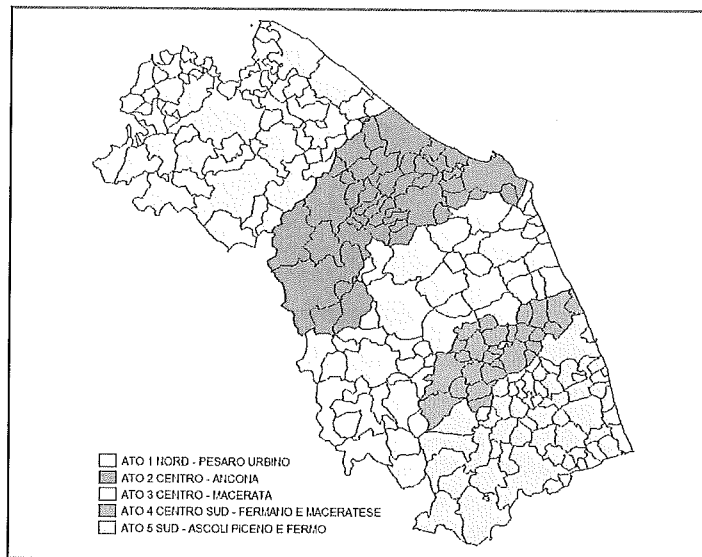 ATO 1 NORD - PESARO URBINO
ATO 2 CENTRO - ANCONA
ATO 3 CENTRO - MACERATA
ATO 4 CENTRO SUD - FERMANO E MACERATESE
ATO 5 SUD - ASCOLI PICENO E FERMO